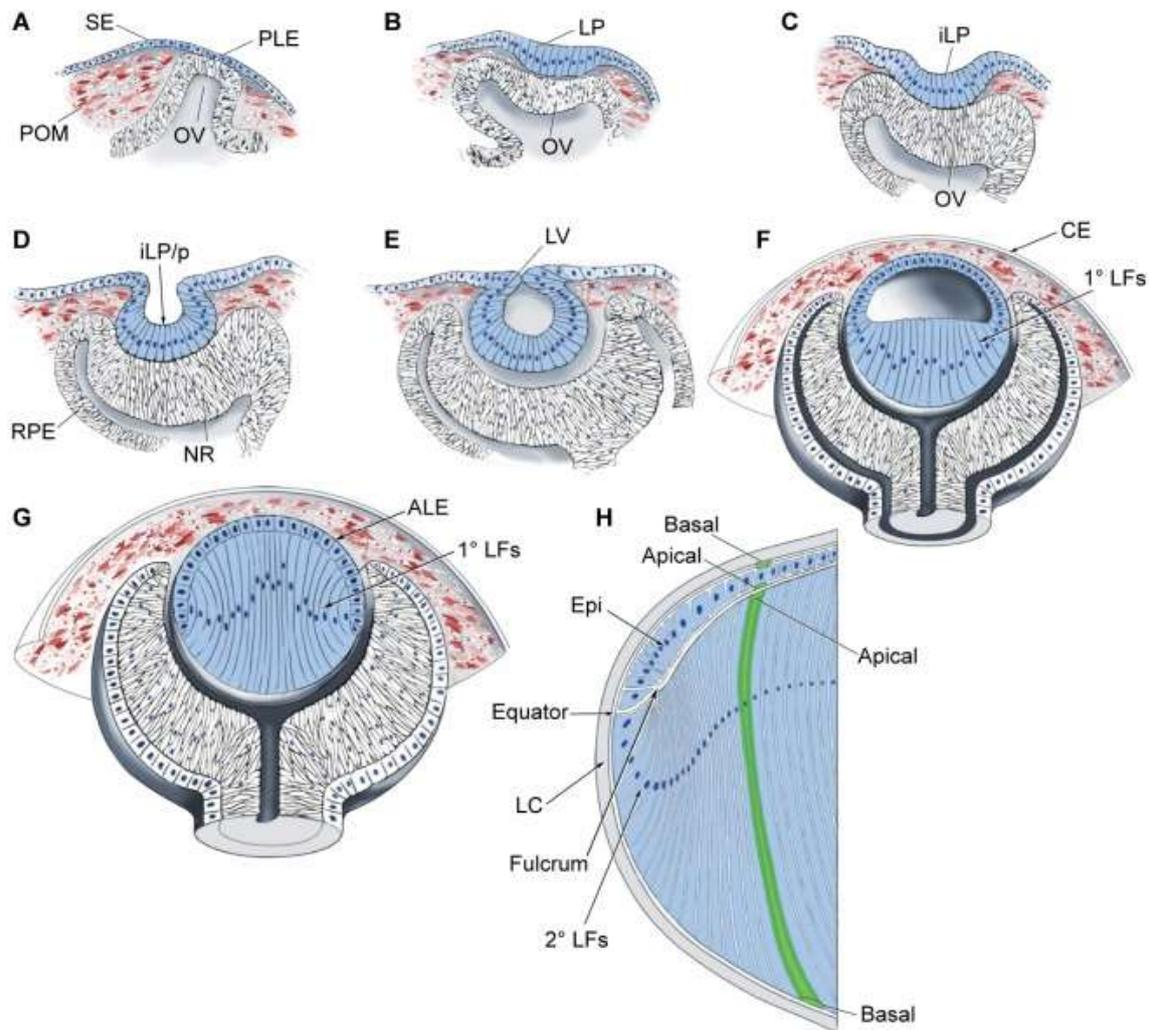 A
SE
PLE
POM
OV
B
LP
OV
C
iLP
OV
D
iLP/p
RPE
NR
E
LV
F
CE
1° LFs
G
ALE
1° LFs
H
Basal
Apical
Epi
Apical
Equator
LC
Fulcrum
2° LFs
Basal